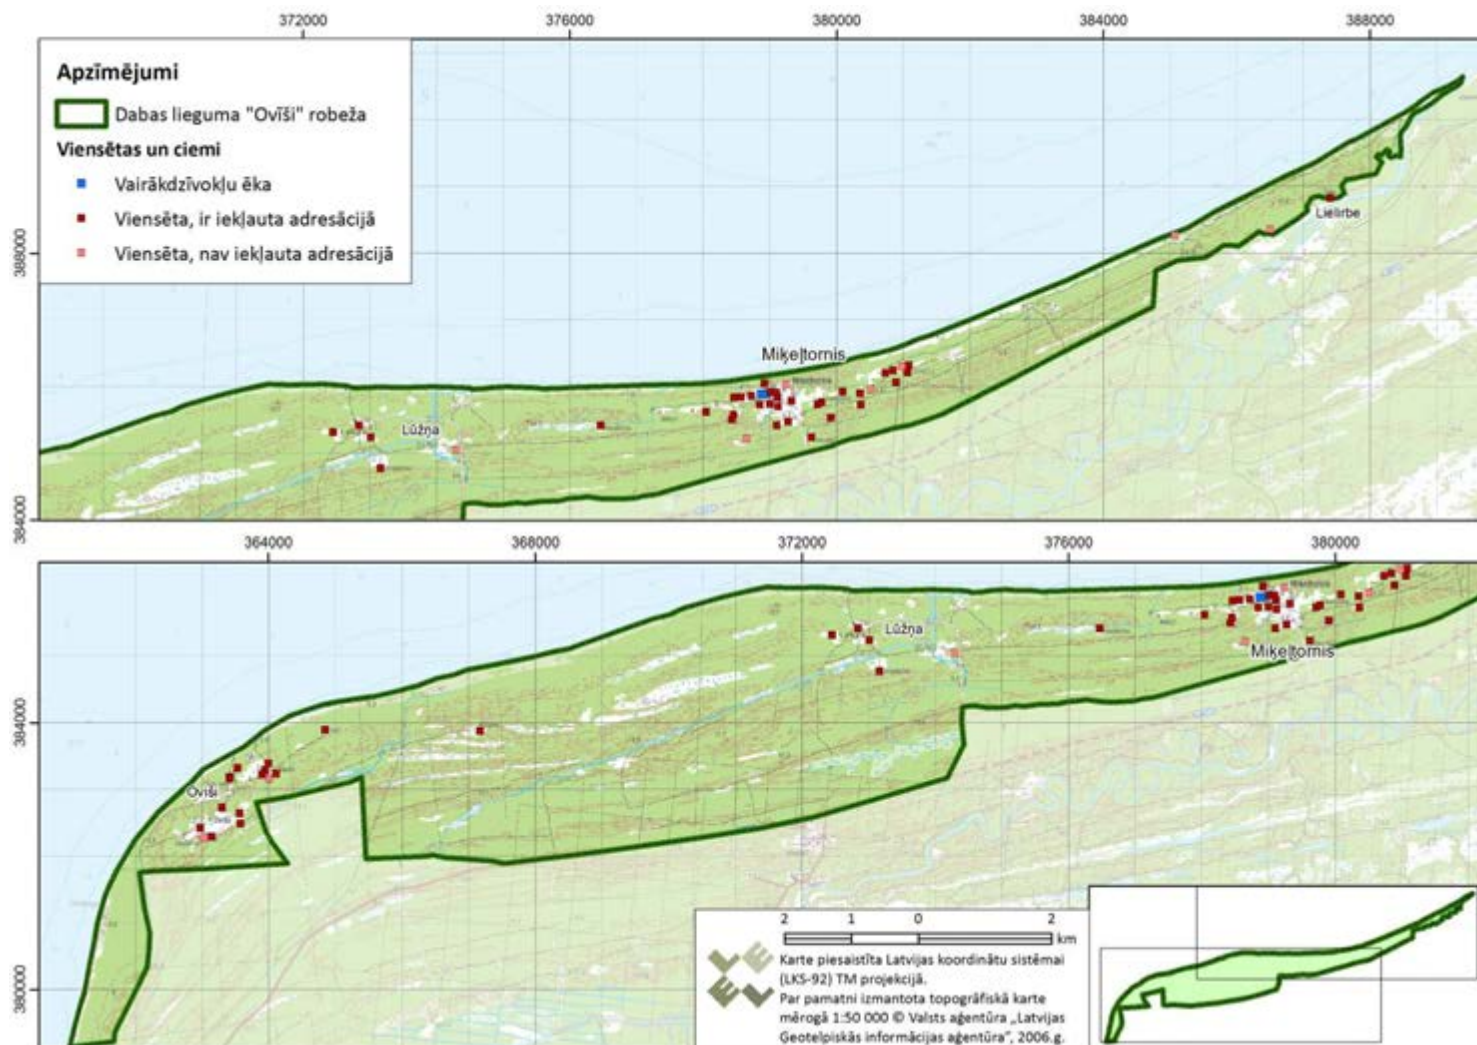 372000
376000
380000
384000
388000
Apzīmējumi
Dabas lieguma "Ovīši" robeža
Viensētas un ciemi
Vairākdzīvokļu ēka
Viensēta, ir iekļauta adresācijā
Viensēta, nav iekļauta adresācijā
388000
Lielirbe
Miķeļtornis
Lūžņa
384000
364000
368000
372000
376000
380000
Lūžņa
Miķeļtornis
384000
Ovīši
380000
2 1 0 2
km
Karte piesaistīta Latvijas koordinātu sistēmai
(LKS-92) TM projekcijā.
Par pamatni izmantota topogrāfiskā karte
mērogā 1:50 000 © Valsts aģentūra „Latvijas
Ģeotelpiskās informācijas aģentūra", 2006.g.